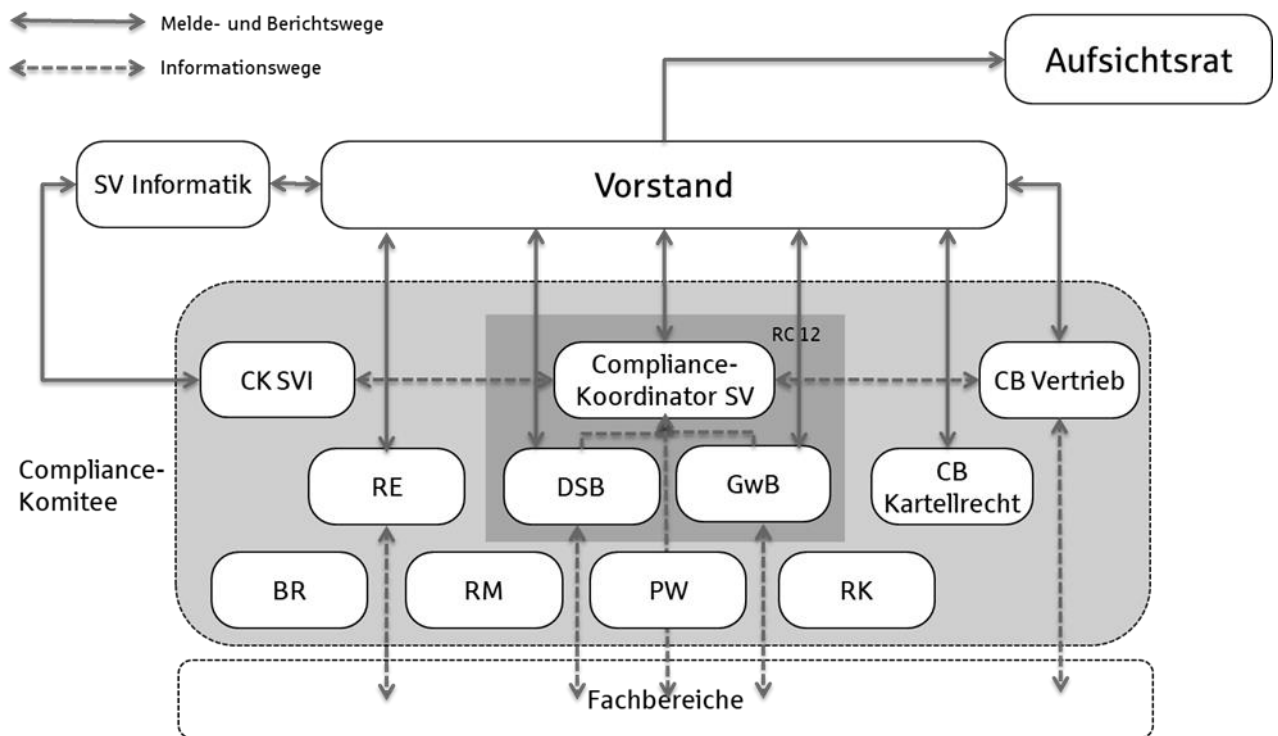 Melde- und Berichtswege
Informationswege
Aufsichtsrat
SV Informatik
Vorstand
RC 12
CK SVI
Compliance-
Koordinator SV
CB Vertrieb
Compliance-
Komitee
RE
DSB
GwB
CB
Kartellrecht
BR
RM
PW
RK
Fachbereiche